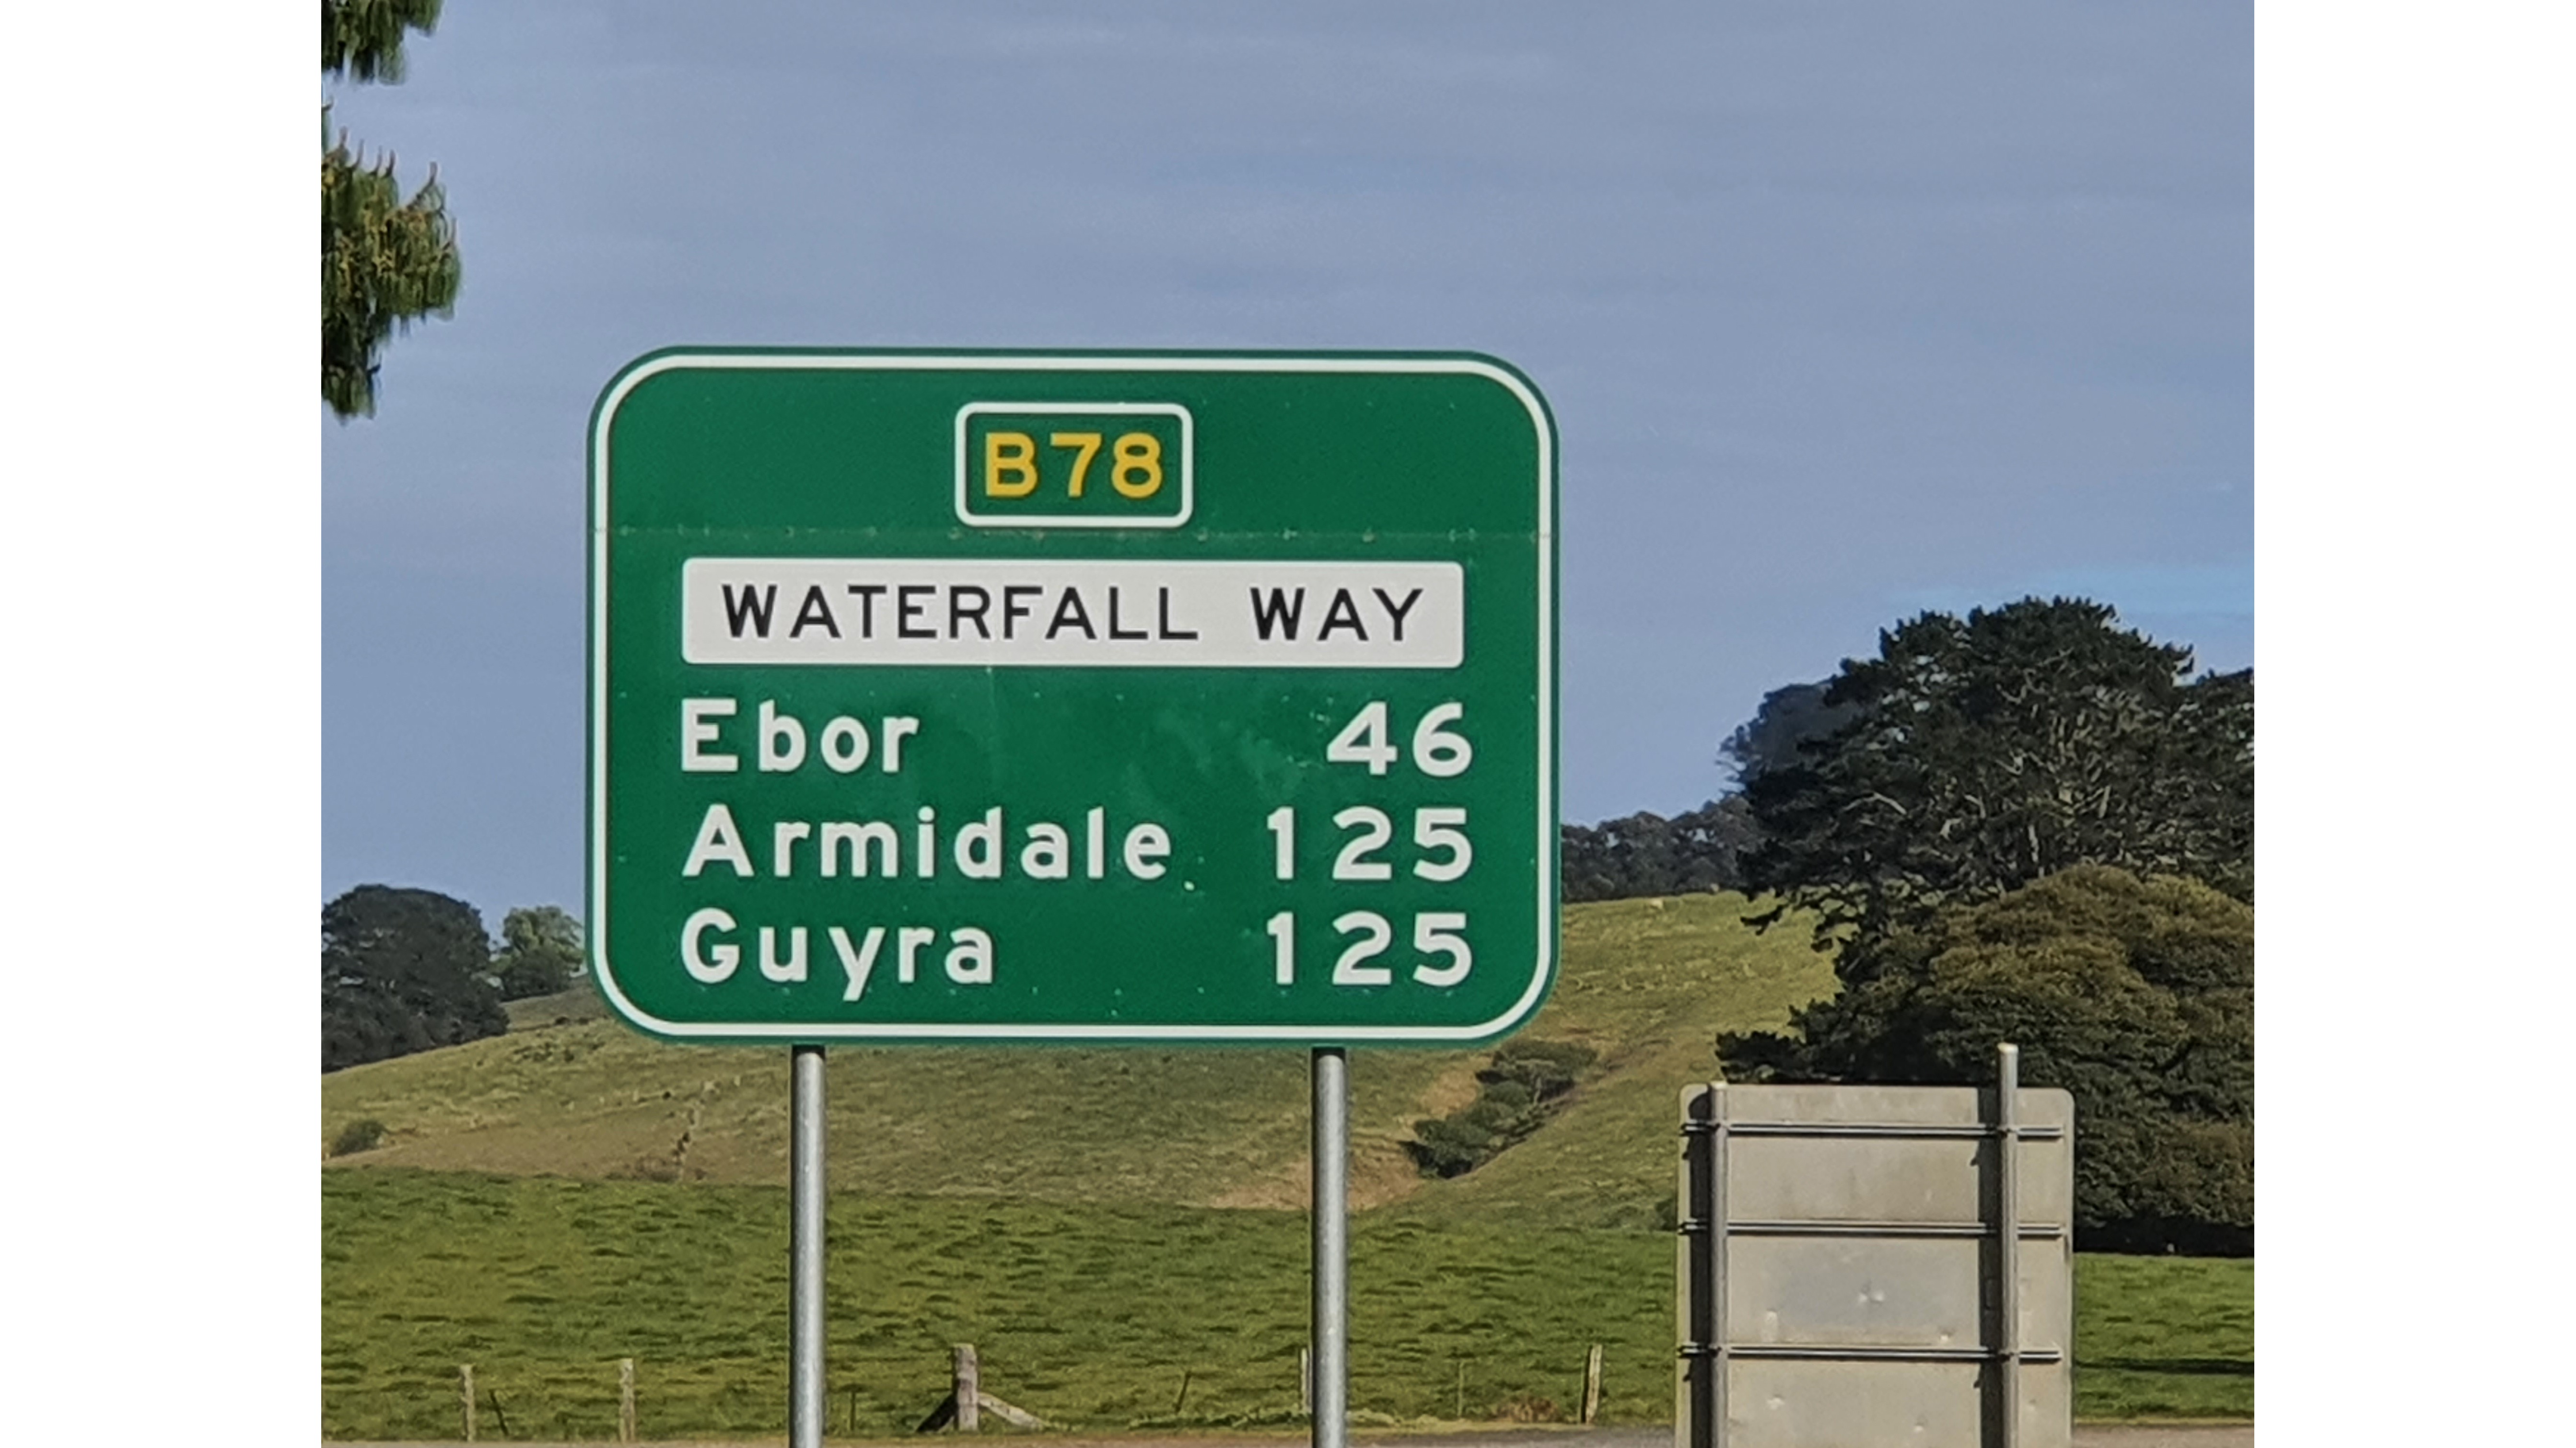 B78
WATERFALL WAY
Ebor 46
Armidale 125
Guyra 125